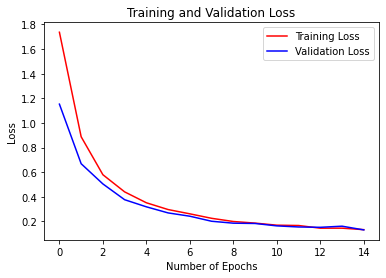 Training and Validation Loss
Training Loss
Validation Loss
Loss
1.8
1.6
1.4
1.2
1.0
0.8
0.6
0.4
0.2
0 2 4 6 8 10 12 14
Number of Epochs